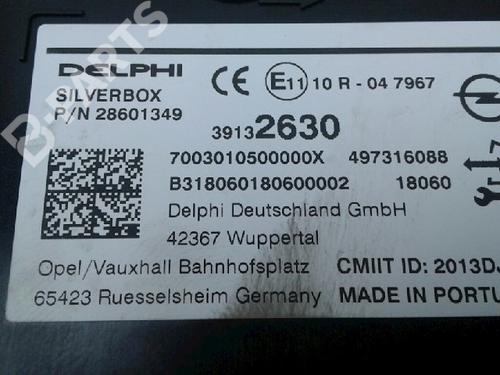 DELPHI
SILVERBOX
P/N 28601349
CE E11 10 R - 04 7967
39132630
7003010500000X 497316088
B318060180600002 18060
Delphi Deutschland GmbH
42367 Wuppertal
Opel/Vauxhall Bahnhofsplatz CMIIT ID: 2013DJ
65423 Ruesselsheim Germany MADE IN PORTU
B-PARTS